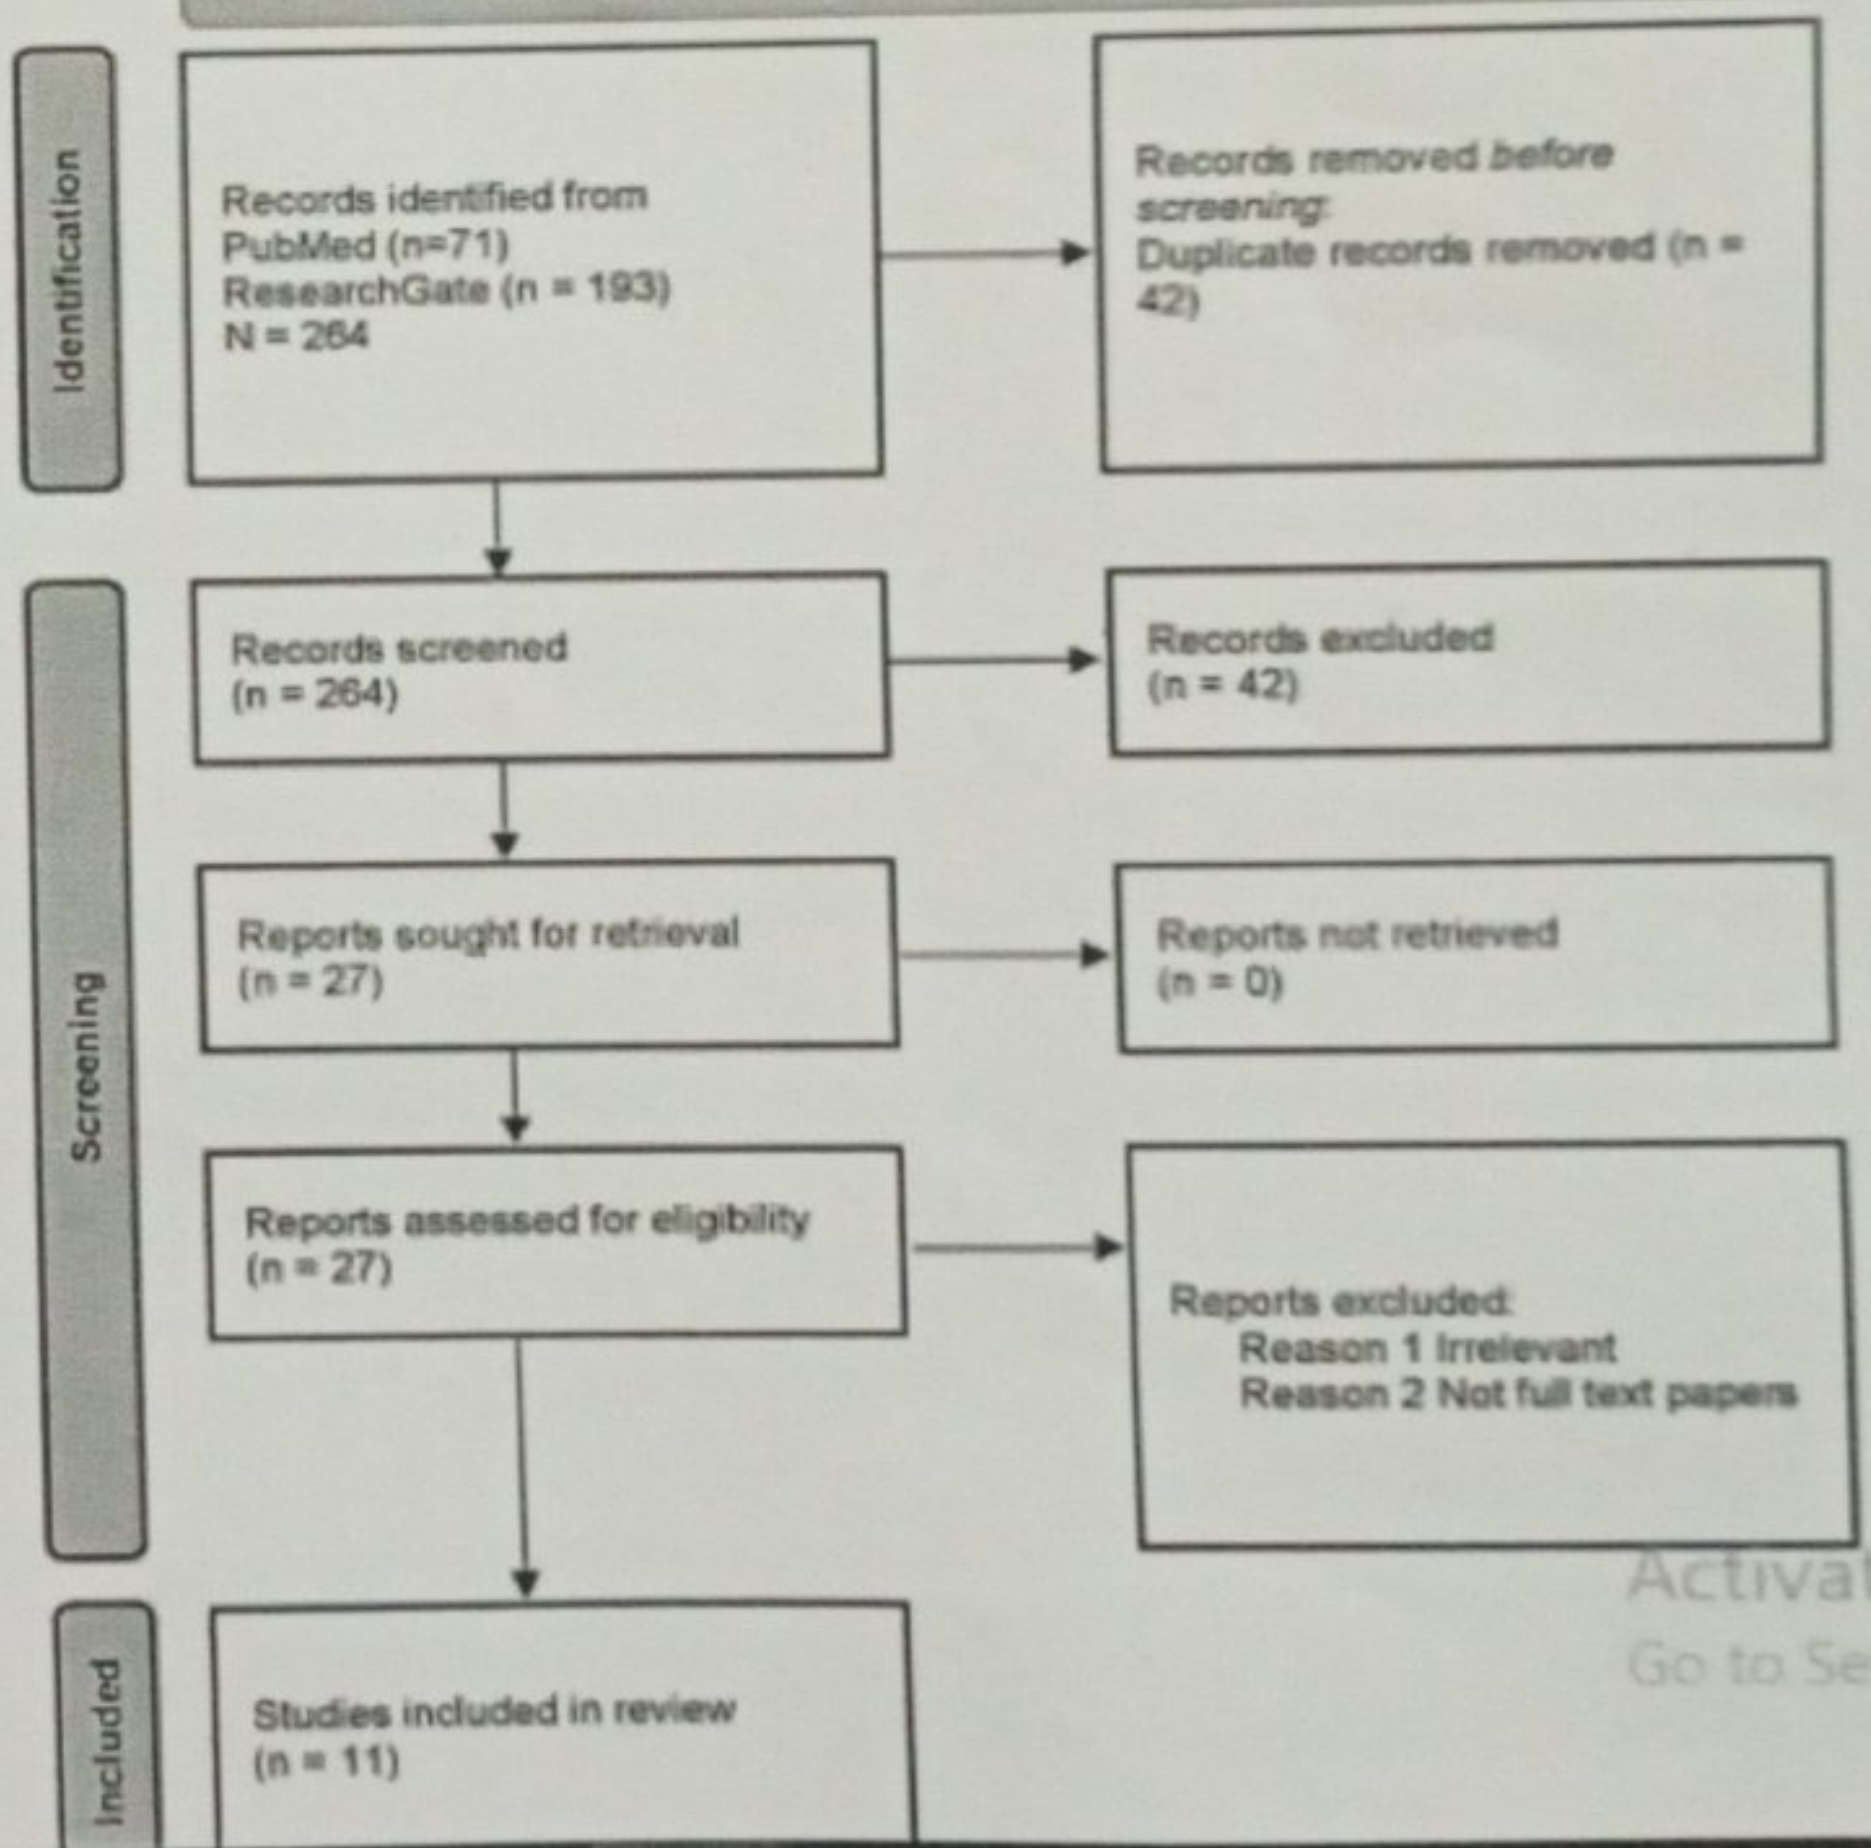 Identification
Records identified from
PubMed (n=71)
ResearchGate (n = 193)
N = 264
Records removed before
screening:
Duplicate records removed (n =
42)
Screening
Records screened
(n = 264)
Records excluded
(n = 42)
Reports sought for retrieval
(n = 27)
Reports not retrieved
(n = 0)
Reports assessed for eligibility
(n = 27)
Reports excluded:
Reason 1 Irrelevant
Reason 2 Not full text papers
Included
Studies included in review
(n = 11)
Activat
Go to Se